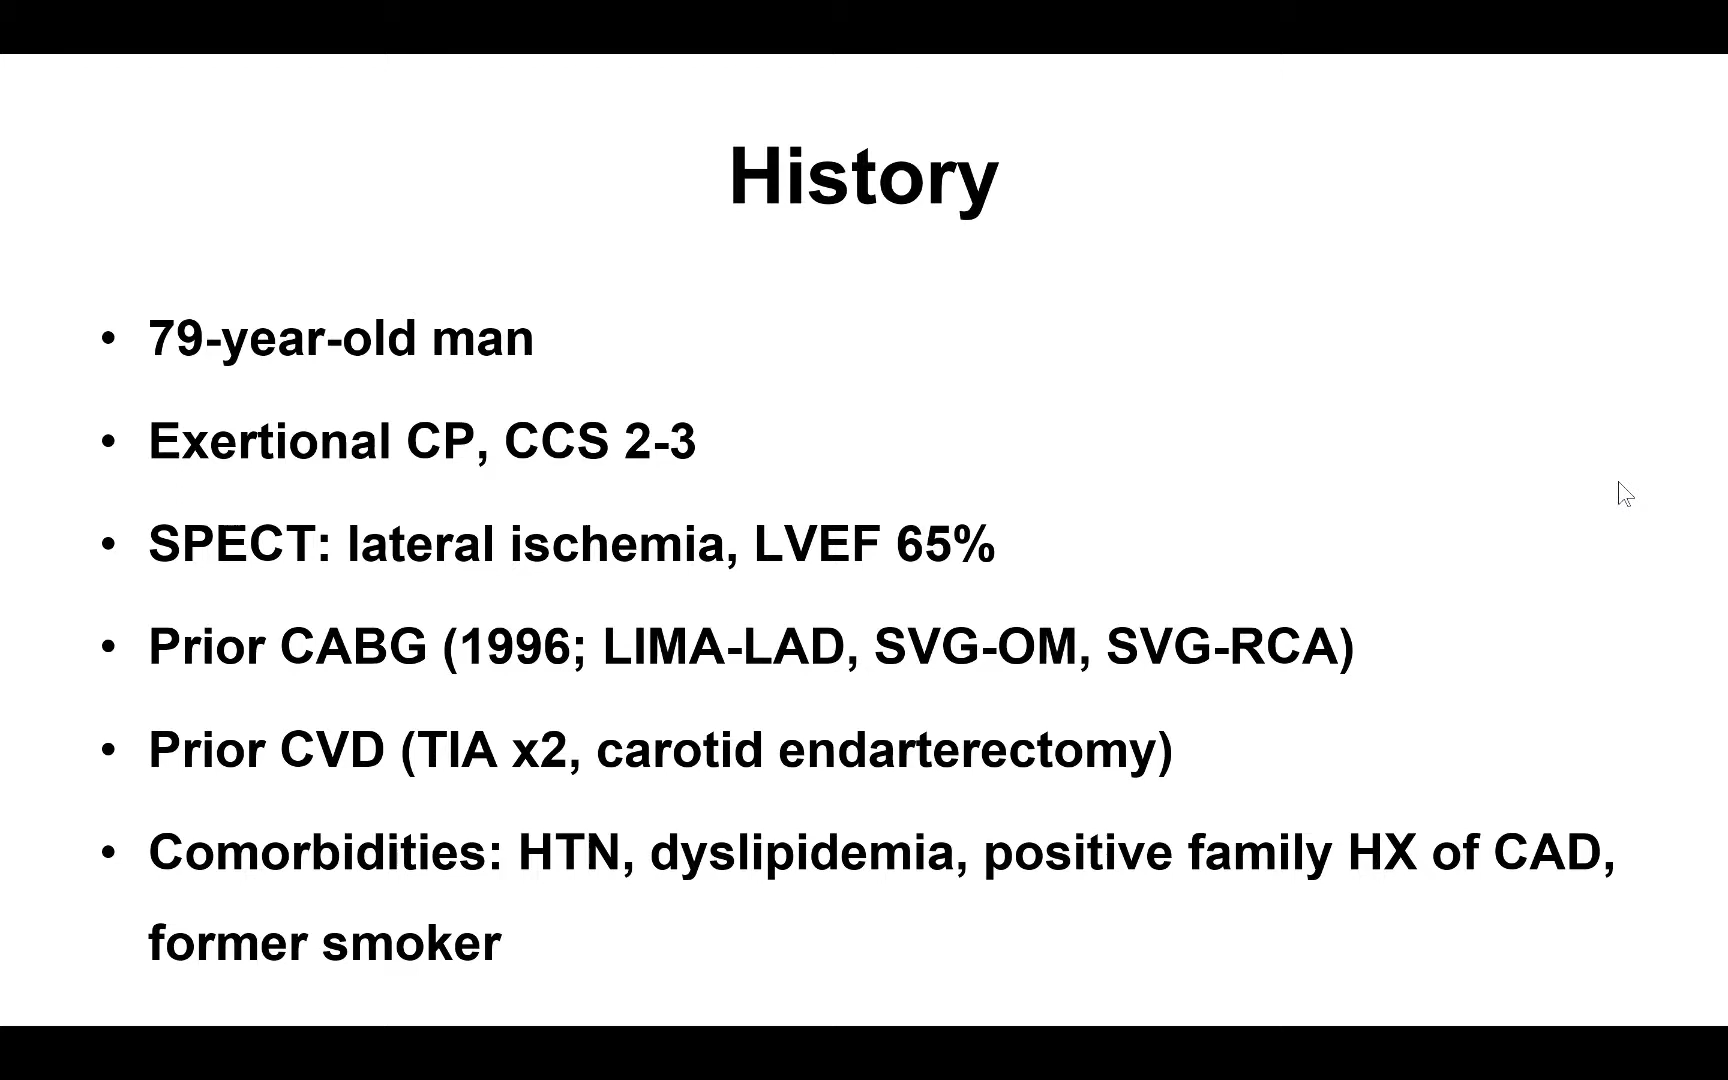 History
• 79-year-old man
• Exertional CP, CCS 2-3
• SPECT: lateral ischemia, LVEF 65%
• Prior CABG (1996; LIMA-LAD, SVG-OM, SVG-RCA)
• Prior CVD (TIA x2, carotid endarterectomy)
• Comorbidities: HTN, dyslipidemia, positive family HX of CAD,
former smoker